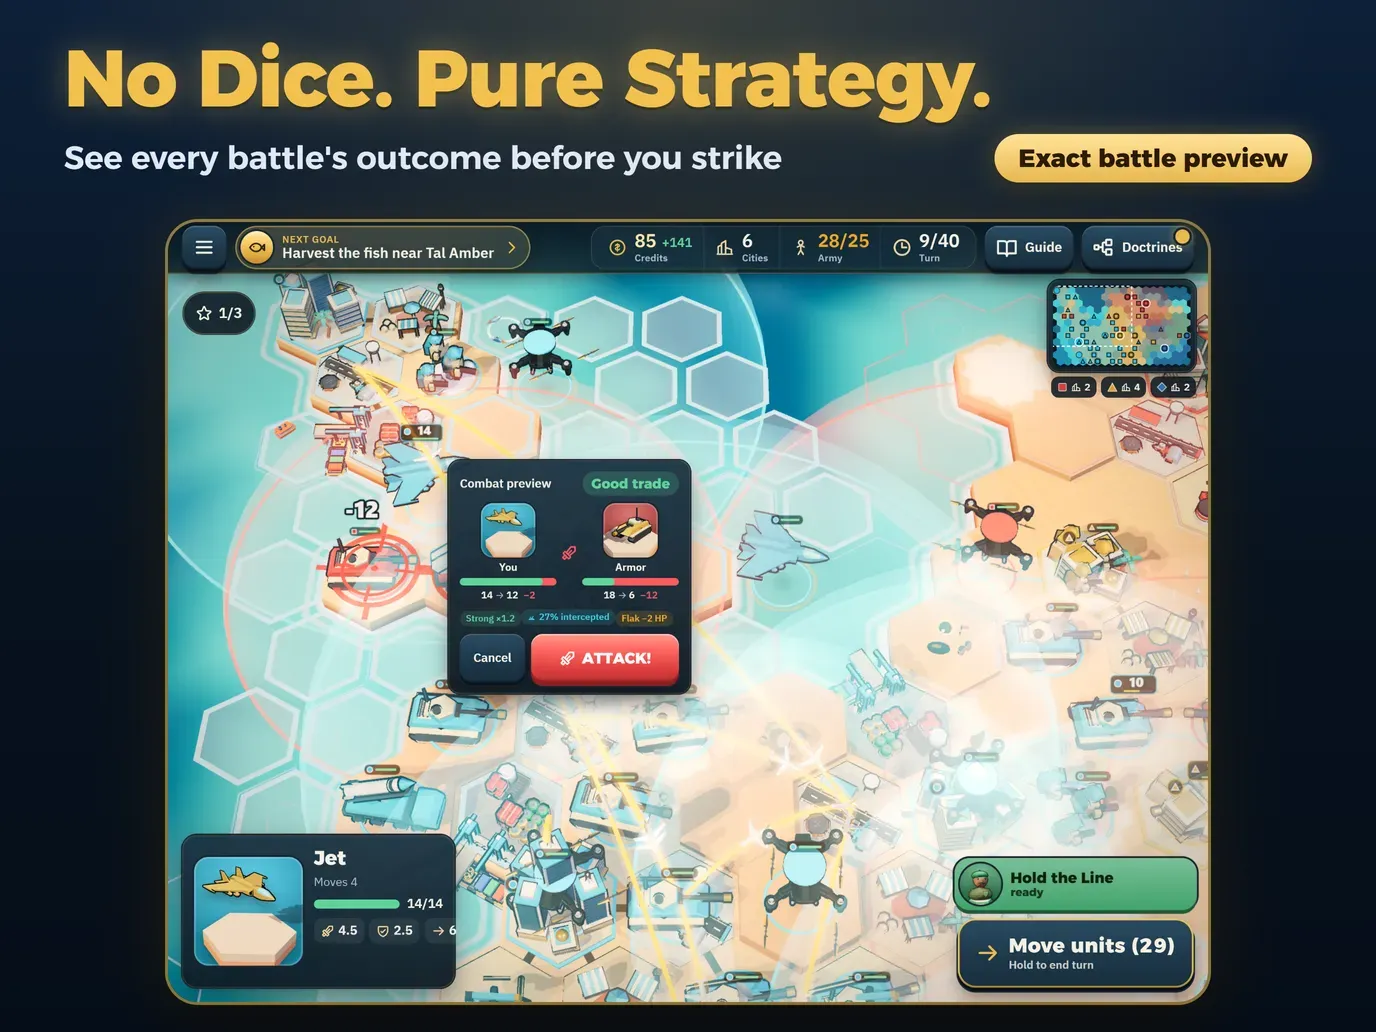 No Dice. Pure Strategy.
See every battle's outcome before you strike
Exact battle preview
NEXT GOAL
Harvest the fish near Tal Amber
85 +141
Credits
6
Cities
28/25
Army
9/40
Turn
Guide
Doctrines
1/3
2
4
2
14
-12
Combat preview
Good trade
You
Armor
14 → 12 −2
18 → 6 −12
Strong ×1.2
27% intercepted
Flak −2 HP
Cancel
ATTACK!
10
Jet
Moves 4
14/14
4.5
2.5
→ 6
Hold the Line
ready
→ Move units (29)
Hold to end turn